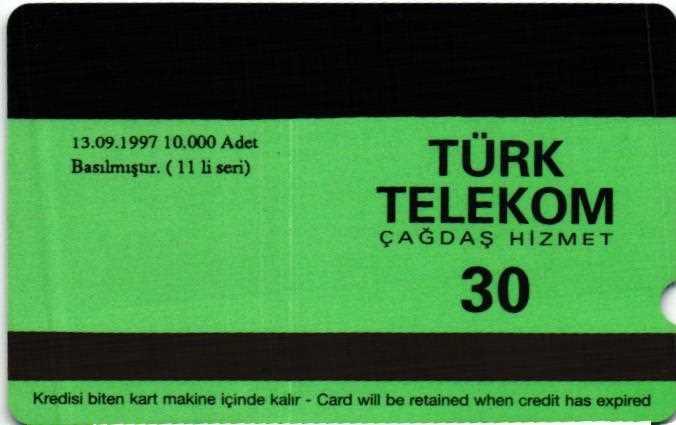 13.09.1997 10.000 Adet
Basılmıştır. ( 11 li seri)
TÜRK
TELEKOM
ÇAĞDAŞ HİZMET
30
Kredisi biten kart makine içinde kalır - Card will be retained when credit has expired